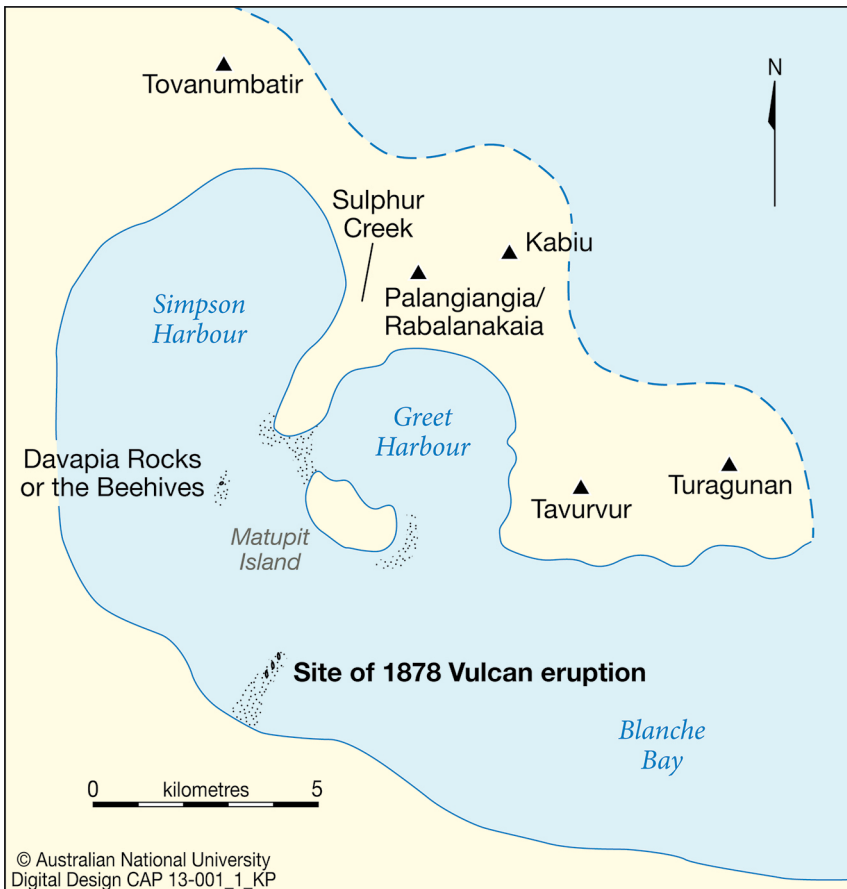 Tovanumbatir
N
Sulphur
Creek
Kabiu
Palangiangia/
Rabalanakaia
Simpson
Harbour
Greet
Harbour
Davapia Rocks
or the Beehives
Turagunan
Tavurvur
Matupit
Island
Site of 1878 Vulcan eruption
Blanche
Bay
0 kilometres 5
© Australian National University
Digital Design CAP 13-001_1_KP